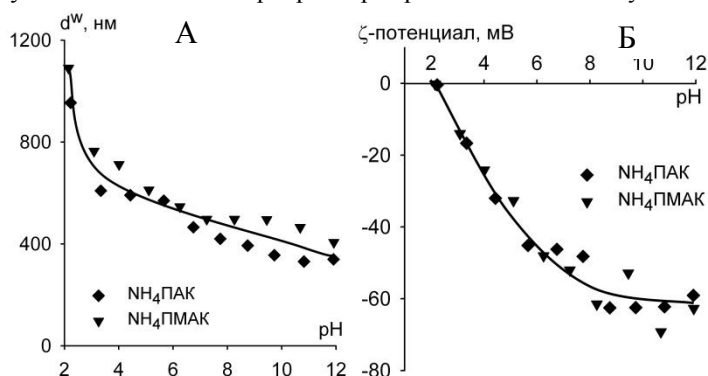 d^w, нм
А
1200
800
400
0
NH₄ПАК
NH₄ПМАК
pH
2 4 6 8 10 12
ζ-потенциал, мВ
Б
2 4 6 8 10 12
pH
0
-20
-40
-60
-80
NH₄ПАК
NH₄ПМАК